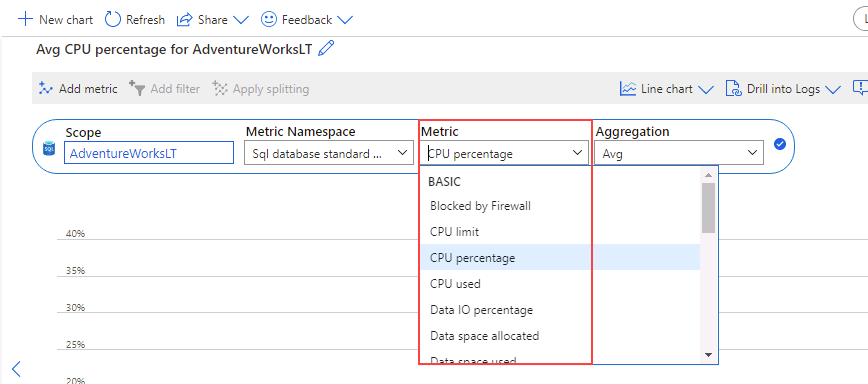 New chart Refresh Share Feedback
Avg CPU percentage for AdventureWorksLT
Add metric Add filter Apply splitting Line chart Drill into Logs
Scope Metric Namespace Metric Aggregation
SQL AdventureWorksLT Sql database standard ... CPU percentage Avg
BASIC
Blocked by Firewall
40%
CPU limit
CPU percentage
35%
CPU used
30%
Data IO percentage
Data space allocated
25%
Data space used
20%